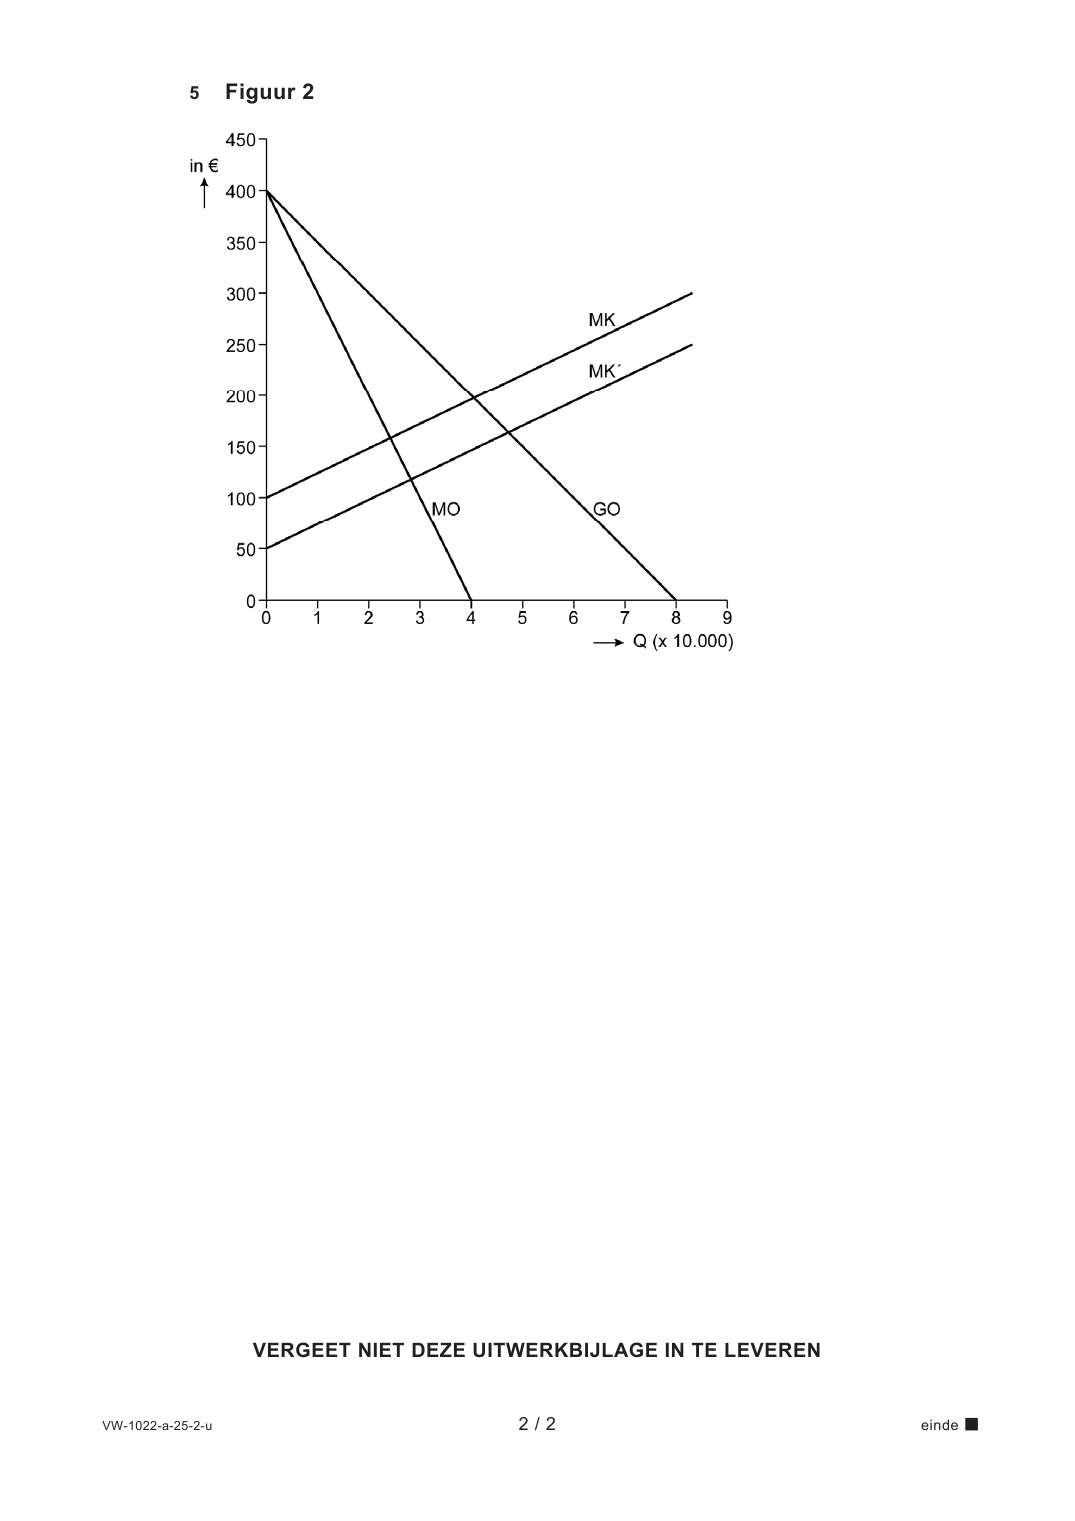 5 Figuur 2
450
in €
400
350
300
MK
250
MK´
200
150
100
MO
GO
50
0
0 1 2 3 4 5 6 7 8 9
Q (x 10.000)
VERGEET NIET DEZE UITWERKBIJLAGE IN TE LEVEREN
VW-1022-a-25-2-u 2 / 2 einde